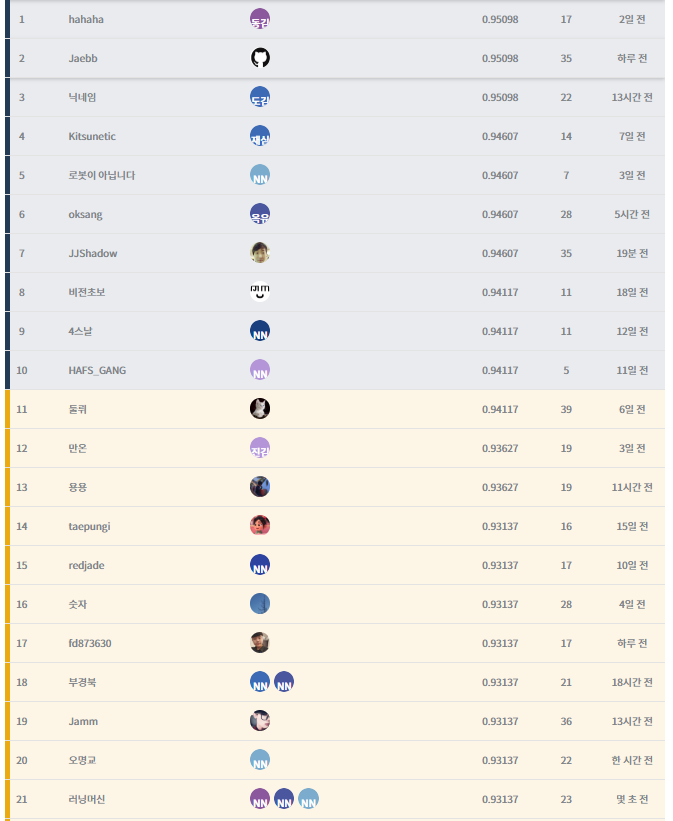 1 hahaha 동김 0.95098 17 2일 전
2 Jaebb 0.95098 35 하루 전
3 닉네임 도김 0.95098 22 13시간 전
4 Kitsunetic 재신 0.94607 14 7일 전
5 로봇이 아닙니다 NN 0.94607 7 3일 전
6 oksang 0.94607 28 5시간 전
7 JJShadow 0.94607 35 19분 전
8 비전초보 0.94117 11 18일 전
9 4스날 NN 0.94117 11 12일 전
10 HAFS_GANG NN 0.94117 5 11일 전
11 둘뤼 0.94117 39 6일 전
12 만온 진김 0.93627 19 3일 전
13 용용 0.93627 19 11시간 전
14 taepungi 0.93137 16 15일 전
15 redjade NN 0.93137 17 10일 전
16 숫자 0.93137 28 4일 전
17 fd873630 0.93137 17 하루 전
18 부경북 NN NN 0.93137 21 18시간 전
19 Jamm 0.93137 36 13시간 전
20 오명교 NN 0.93137 22 한 시간 전
21 러닝머신 NN NN NN 0.93137 23 몇 초 전